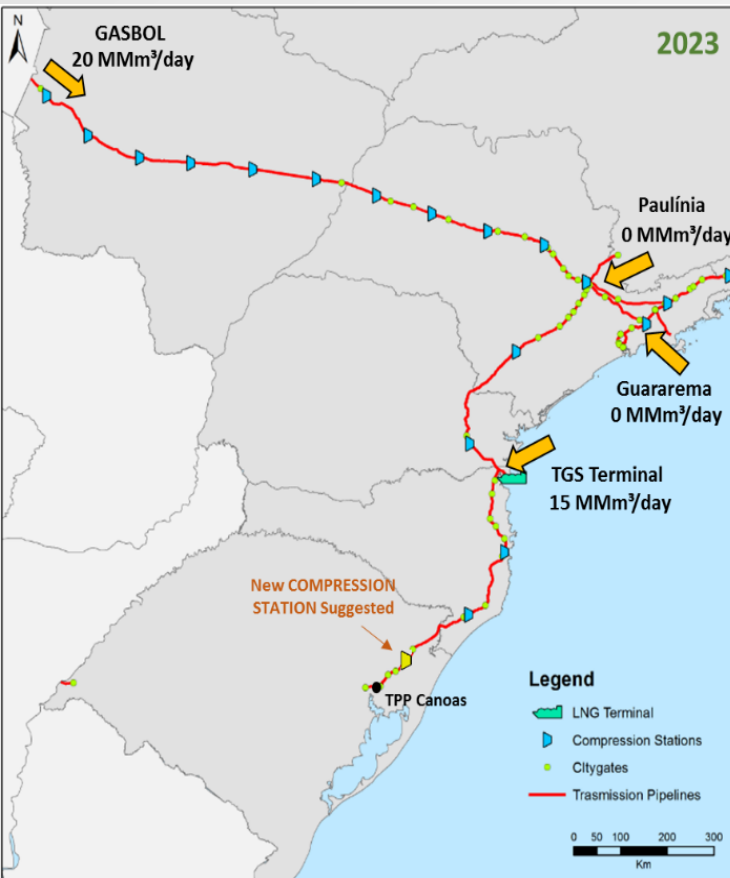 N
GASBOL
20 MMm³/day
2023
Paulínia
0 MMm³/day
Guararema
0 MMm³/day
TGS Terminal
15 MMm³/day
New COMPRESSION
STATION Suggested
TPP Canoas
Legend
LNG Terminal
Compression Stations
CItygates
Trasmission Pipelines
0 50 100 200 300
Km